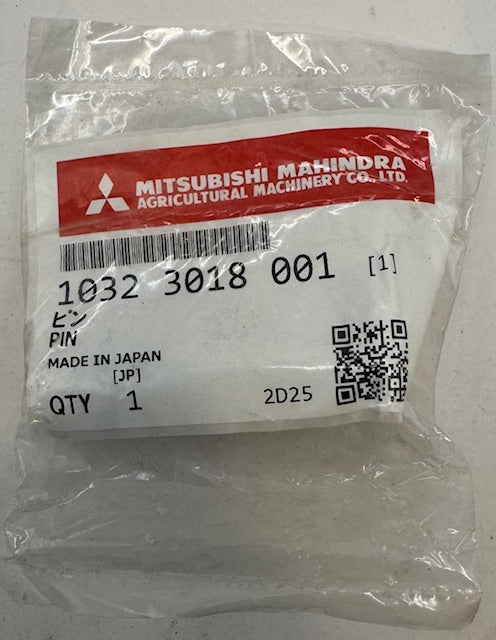 MITSUBISHI MAHINDRA
AGRICULTURAL MACHINERY CO., LTD
1032 3018 001 [1]
ピン
PIN
MADE IN JAPAN
[JP]
QTY 1 2D25